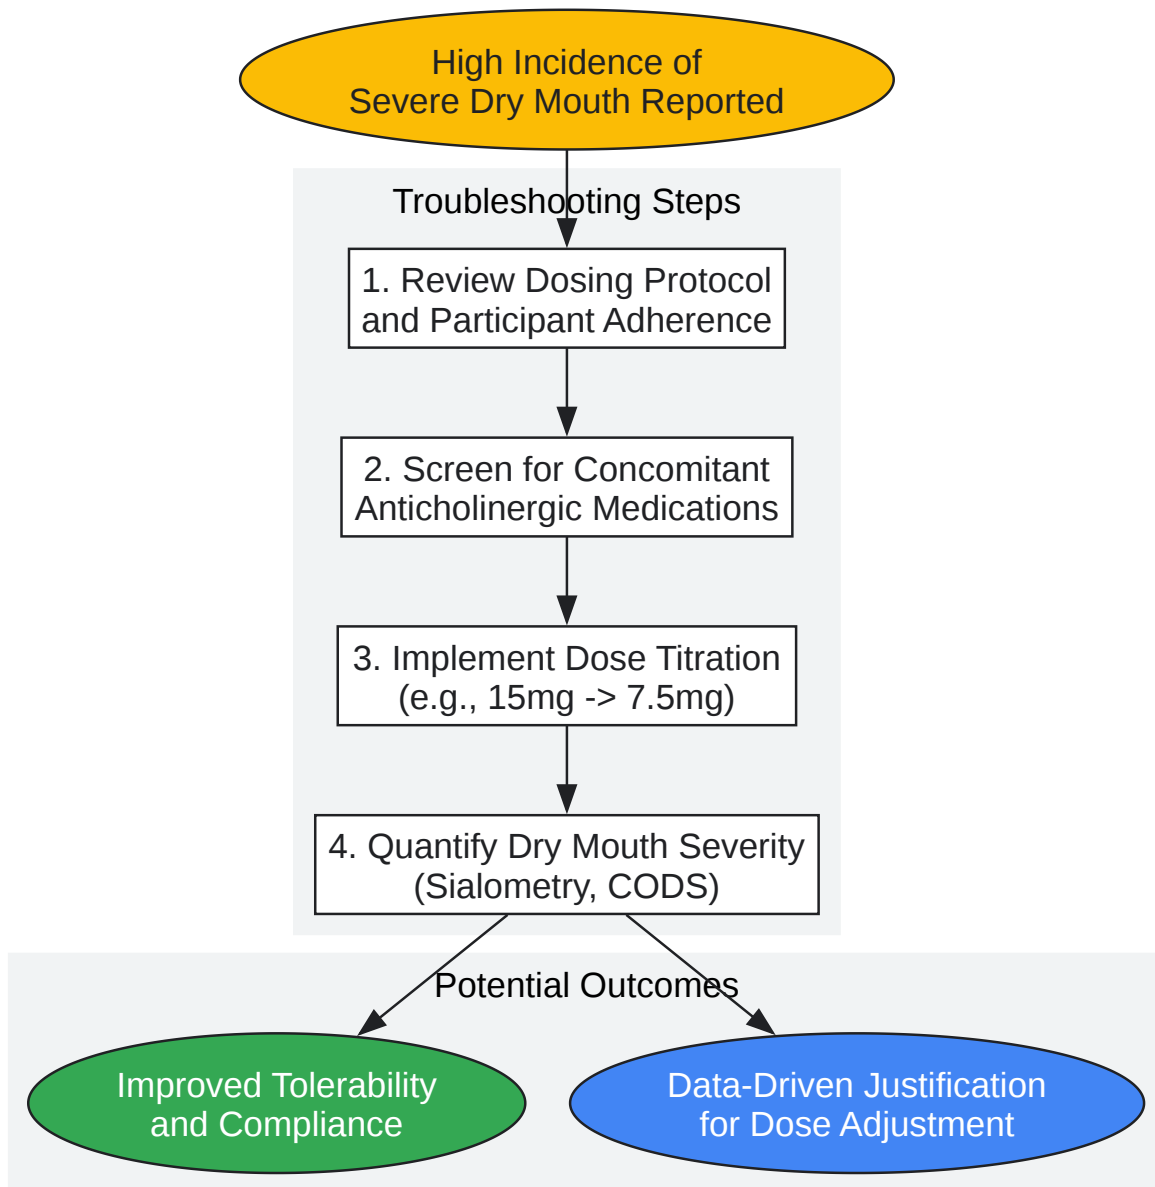 High Incidence of
Severe Dry Mouth Reported
Troubleshooting Steps
1. Review Dosing Protocol
and Participant Adherence
2. Screen for Concomitant
Anticholinergic Medications
3. Implement Dose Titration
(e.g., 15mg -> 7.5mg)
4. Quantify Dry Mouth Severity
(Sialometry, CODS)
Potential Outcomes
Improved Tolerability
and Compliance
Data-Driven Justification
for Dose Adjustment